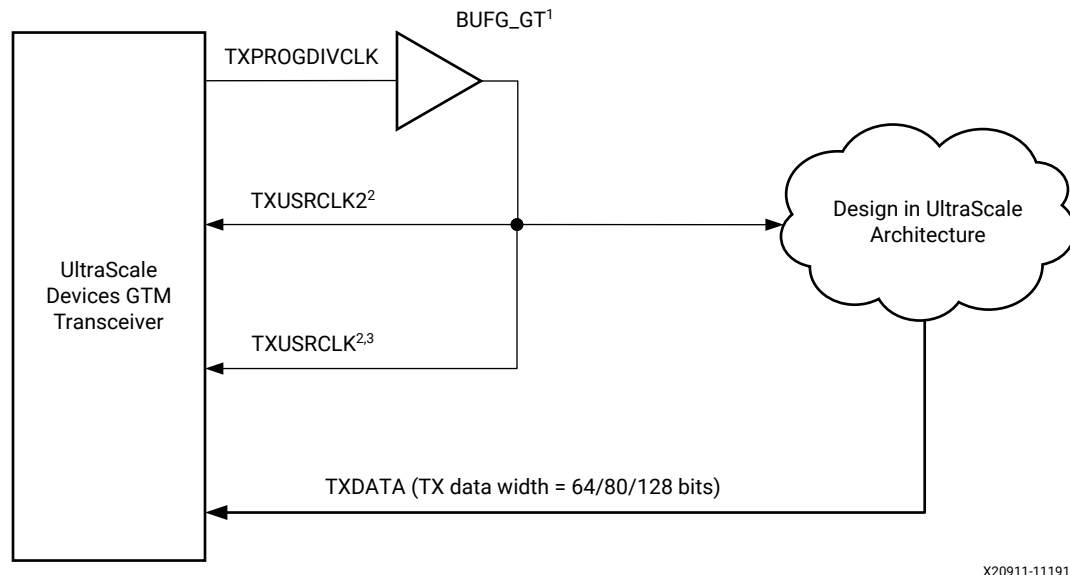 BUFG_GT¹
TXPROGDIVCLK
TXUSRCLK2²
Design in UltraScale
Architecture
UltraScale
Devices GTM
Transceiver
TXUSRCLK²,³
TXDATA (TX data width = 64/80/128 bits)
X20911-11191